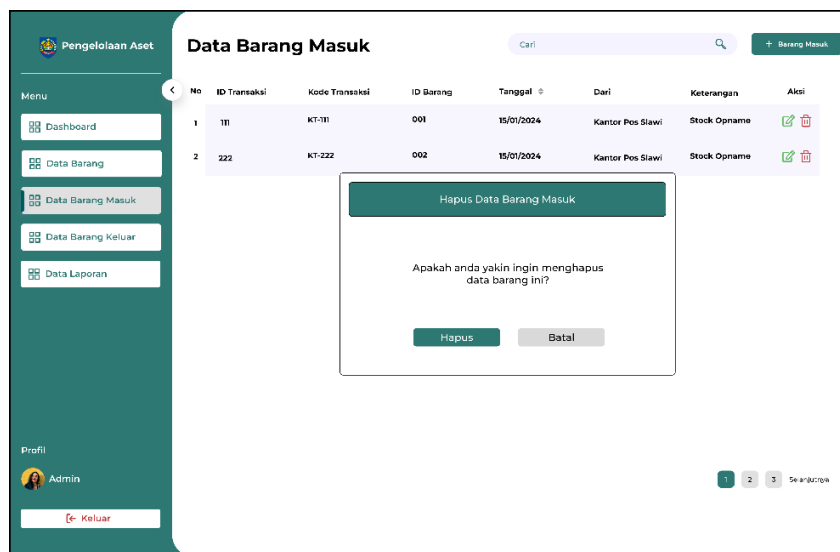 Pengelolaan Aset
Data Barang Masuk
Cari
+ Barang Masuk
Menu
No ID Transaksi Kode Transaksi ID Barang Tanggal Dari Keterangan Aksi
1 111 KT-111 001 15/01/2024 Kantor Pos Slawi Stock Opname
2 222 KT-222 002 15/01/2024 Kantor Pos Slawi Stock Opname
Dashboard
Data Barang
Data Barang Masuk
Data Barang Keluar
Data Laporan
Hapus Data Barang Masuk
Apakah anda yakin ingin menghapus
data barang ini?
Hapus Batal
Profil
Admin
Keluar
1 2 3 Selanjutnya